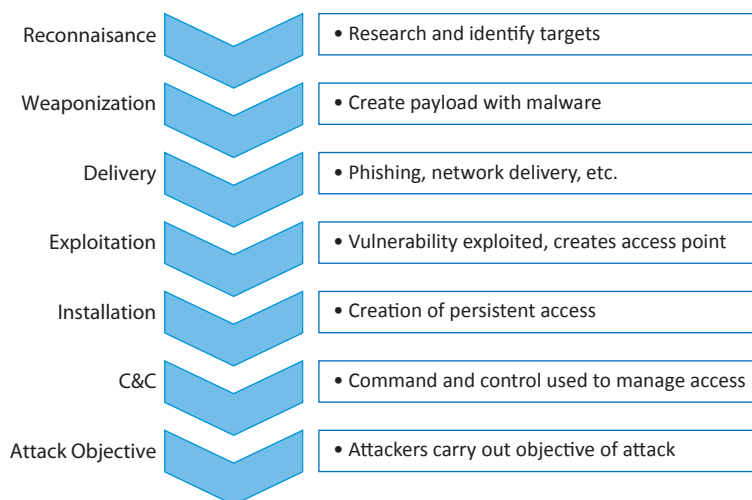 Reconnaisance
• Research and identify targets
Weaponization
• Create payload with malware
Delivery
• Phishing, network delivery, etc.
Exploitation
• Vulnerability exploited, creates access point
Installation
• Creation of persistent access
C&C
• Command and control used to manage access
Attack Objective
• Attackers carry out objective of attack